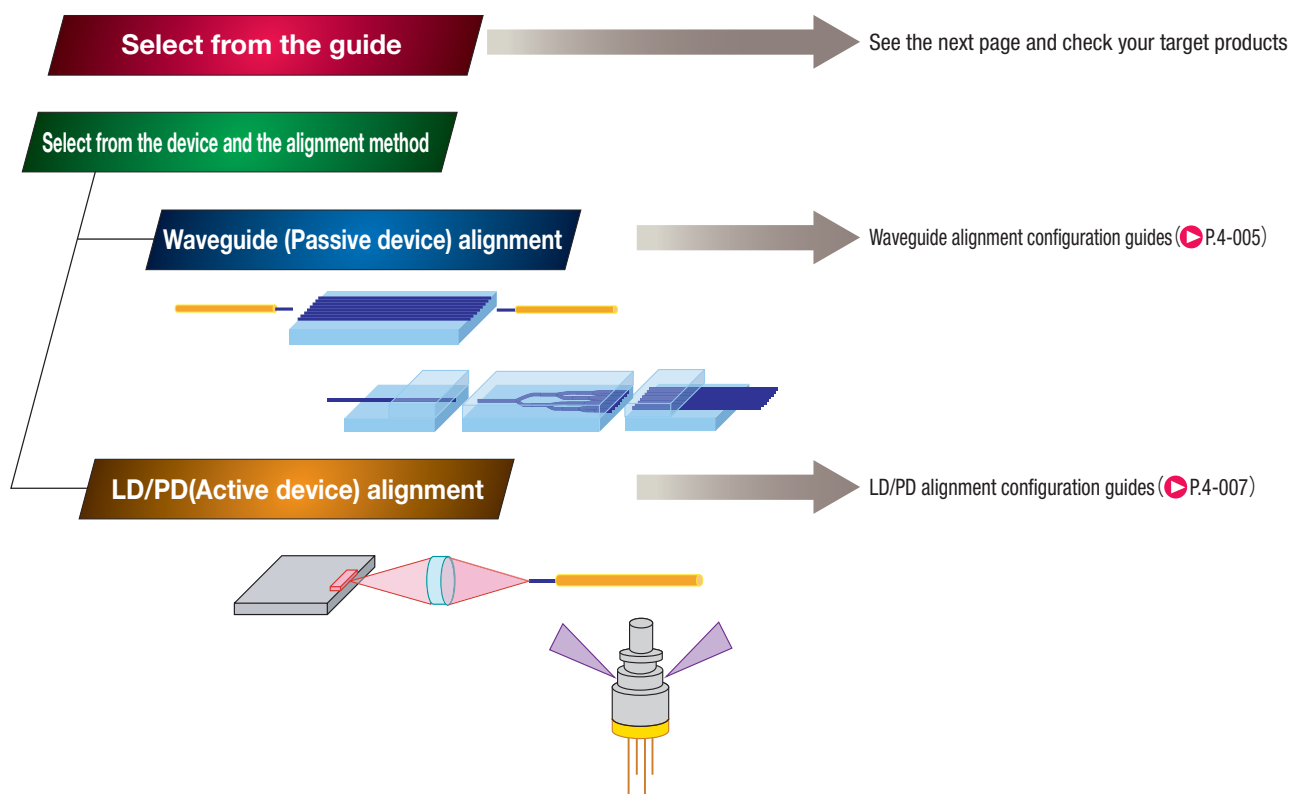 Select from the guide
See the next page and check your target products
Select from the device and the alignment method
Waveguide (Passive device) alignment
Waveguide alignment configuration guides (P.4-005)
LD/PD(Active device) alignment
LD/PD alignment configuration guides (P.4-007)